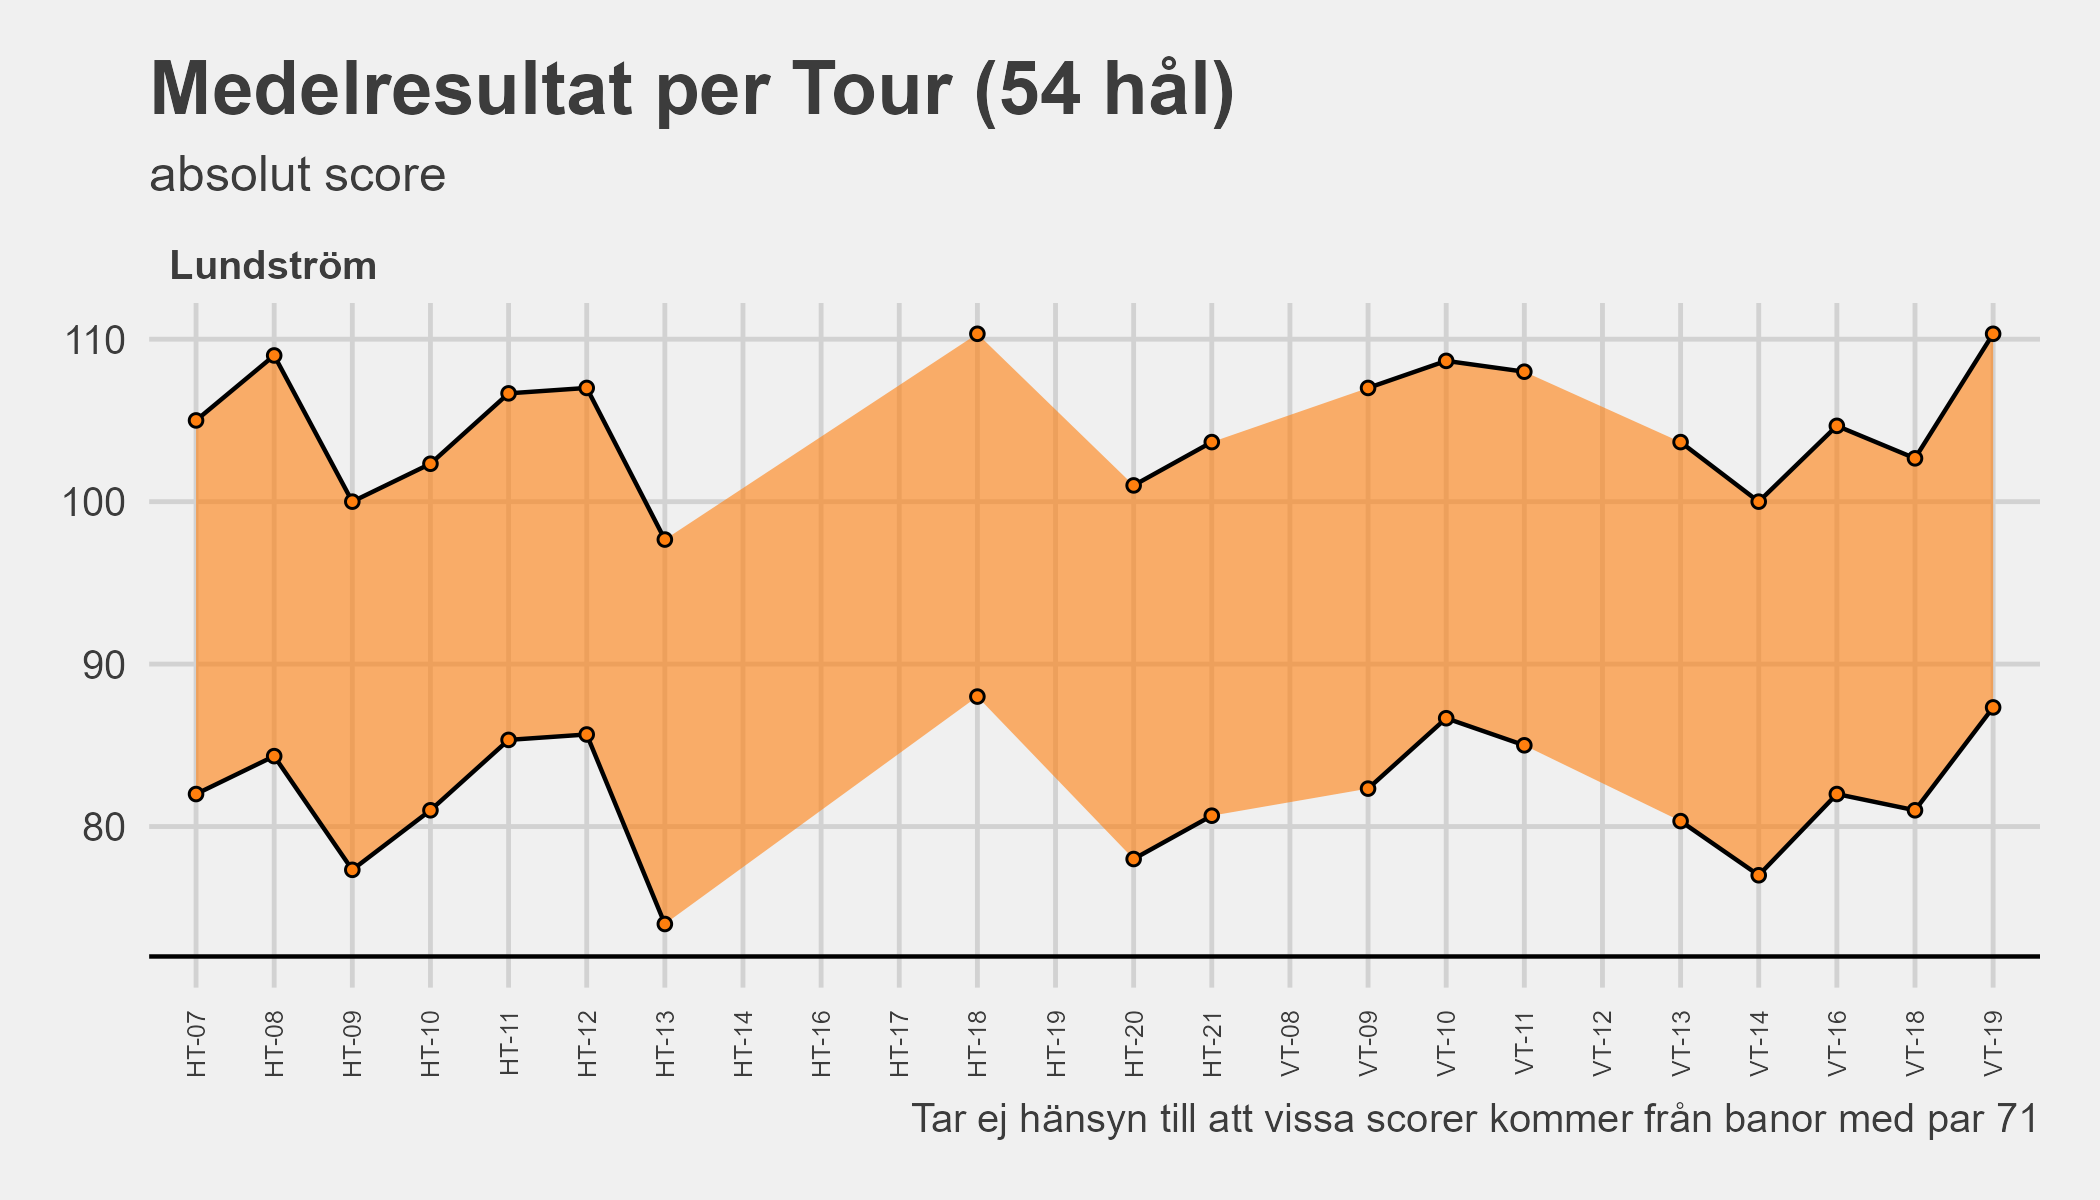 Medelresultat per Tour (54 hål)
absolut score
Lundström
110
100
90
80
HT-07
HT-08
HT-09
HT-10
HT-11
HT-12
HT-13
HT-14
HT-16
HT-17
HT-18
HT-19
HT-20
HT-21
VT-08
VT-09
VT-10
VT-11
VT-12
VT-13
VT-14
VT-16
VT-18
VT-19
Tar ej hänsyn till att vissa scorer kommer från banor med par 71